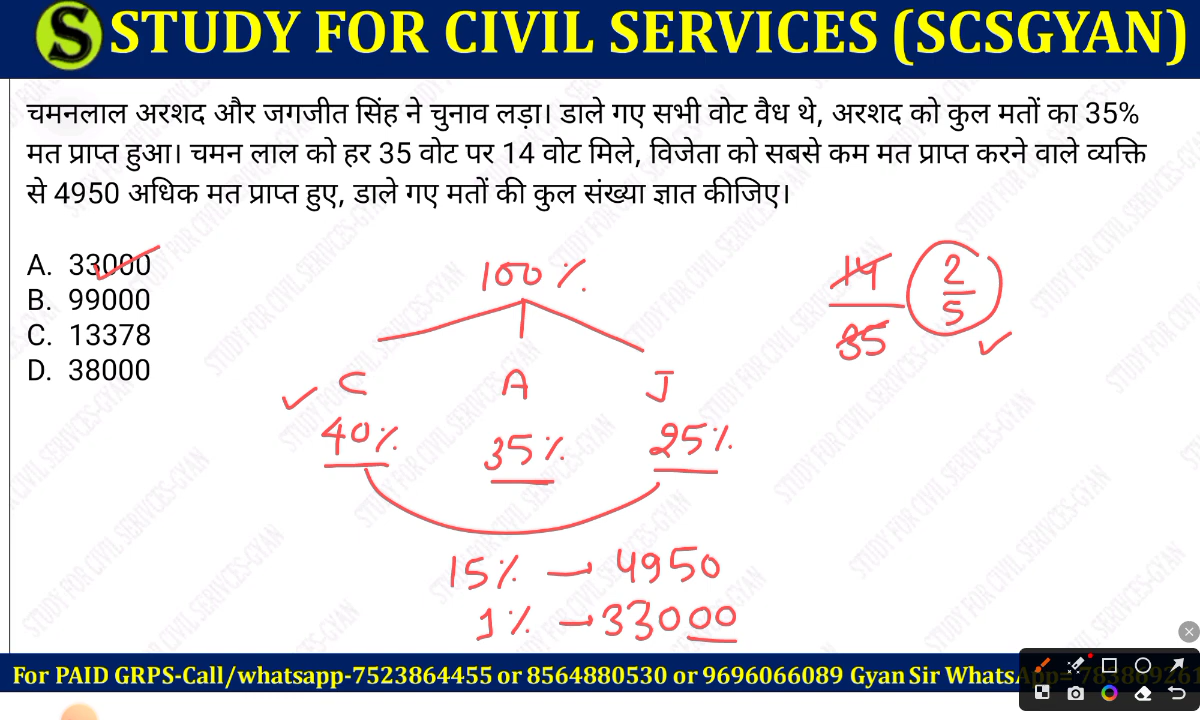 STUDY FOR CIVIL SERVICES (SCSGYAN)
चमनलाल अरशद और जगजीत सिंह ने चुनाव लड़ा। डाले गए सभी वोट वैध थे, अरशद को कुल मतों का 35%
मत प्राप्त हुआ। चमन लाल को हर 35 वोट पर 14 वोट मिले, विजेता को सबसे कम मत प्राप्त करने वाले व्यक्ति
से 4950 अधिक मत प्राप्त हुए, डाले गए मतों की कुल संख्या ज्ञात कीजिए।
A. 33000
B. 99000
C. 13378
D. 38000
100%
C A J
40% 35% 25%
14/35 2/5
15% → 4950
1% → 33000
For PAID GRPS-Call/whatsapp-7523864455 or 8564880530 or 9696066089 Gyan Sir WhatsA